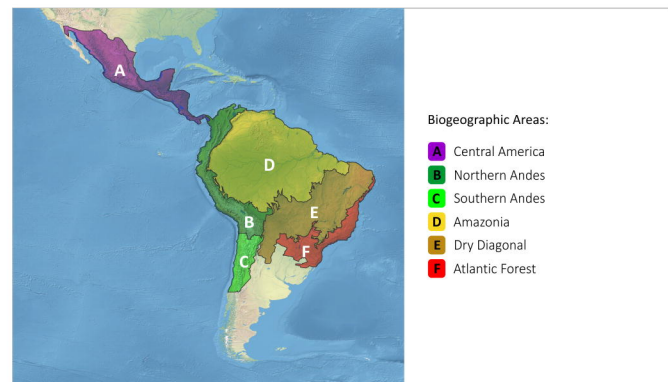 A
D
B
E
C
F
Biogeographic Areas:
A Central America
B Northern Andes
C Southern Andes
D Amazonia
E Dry Diagonal
F Atlantic Forest